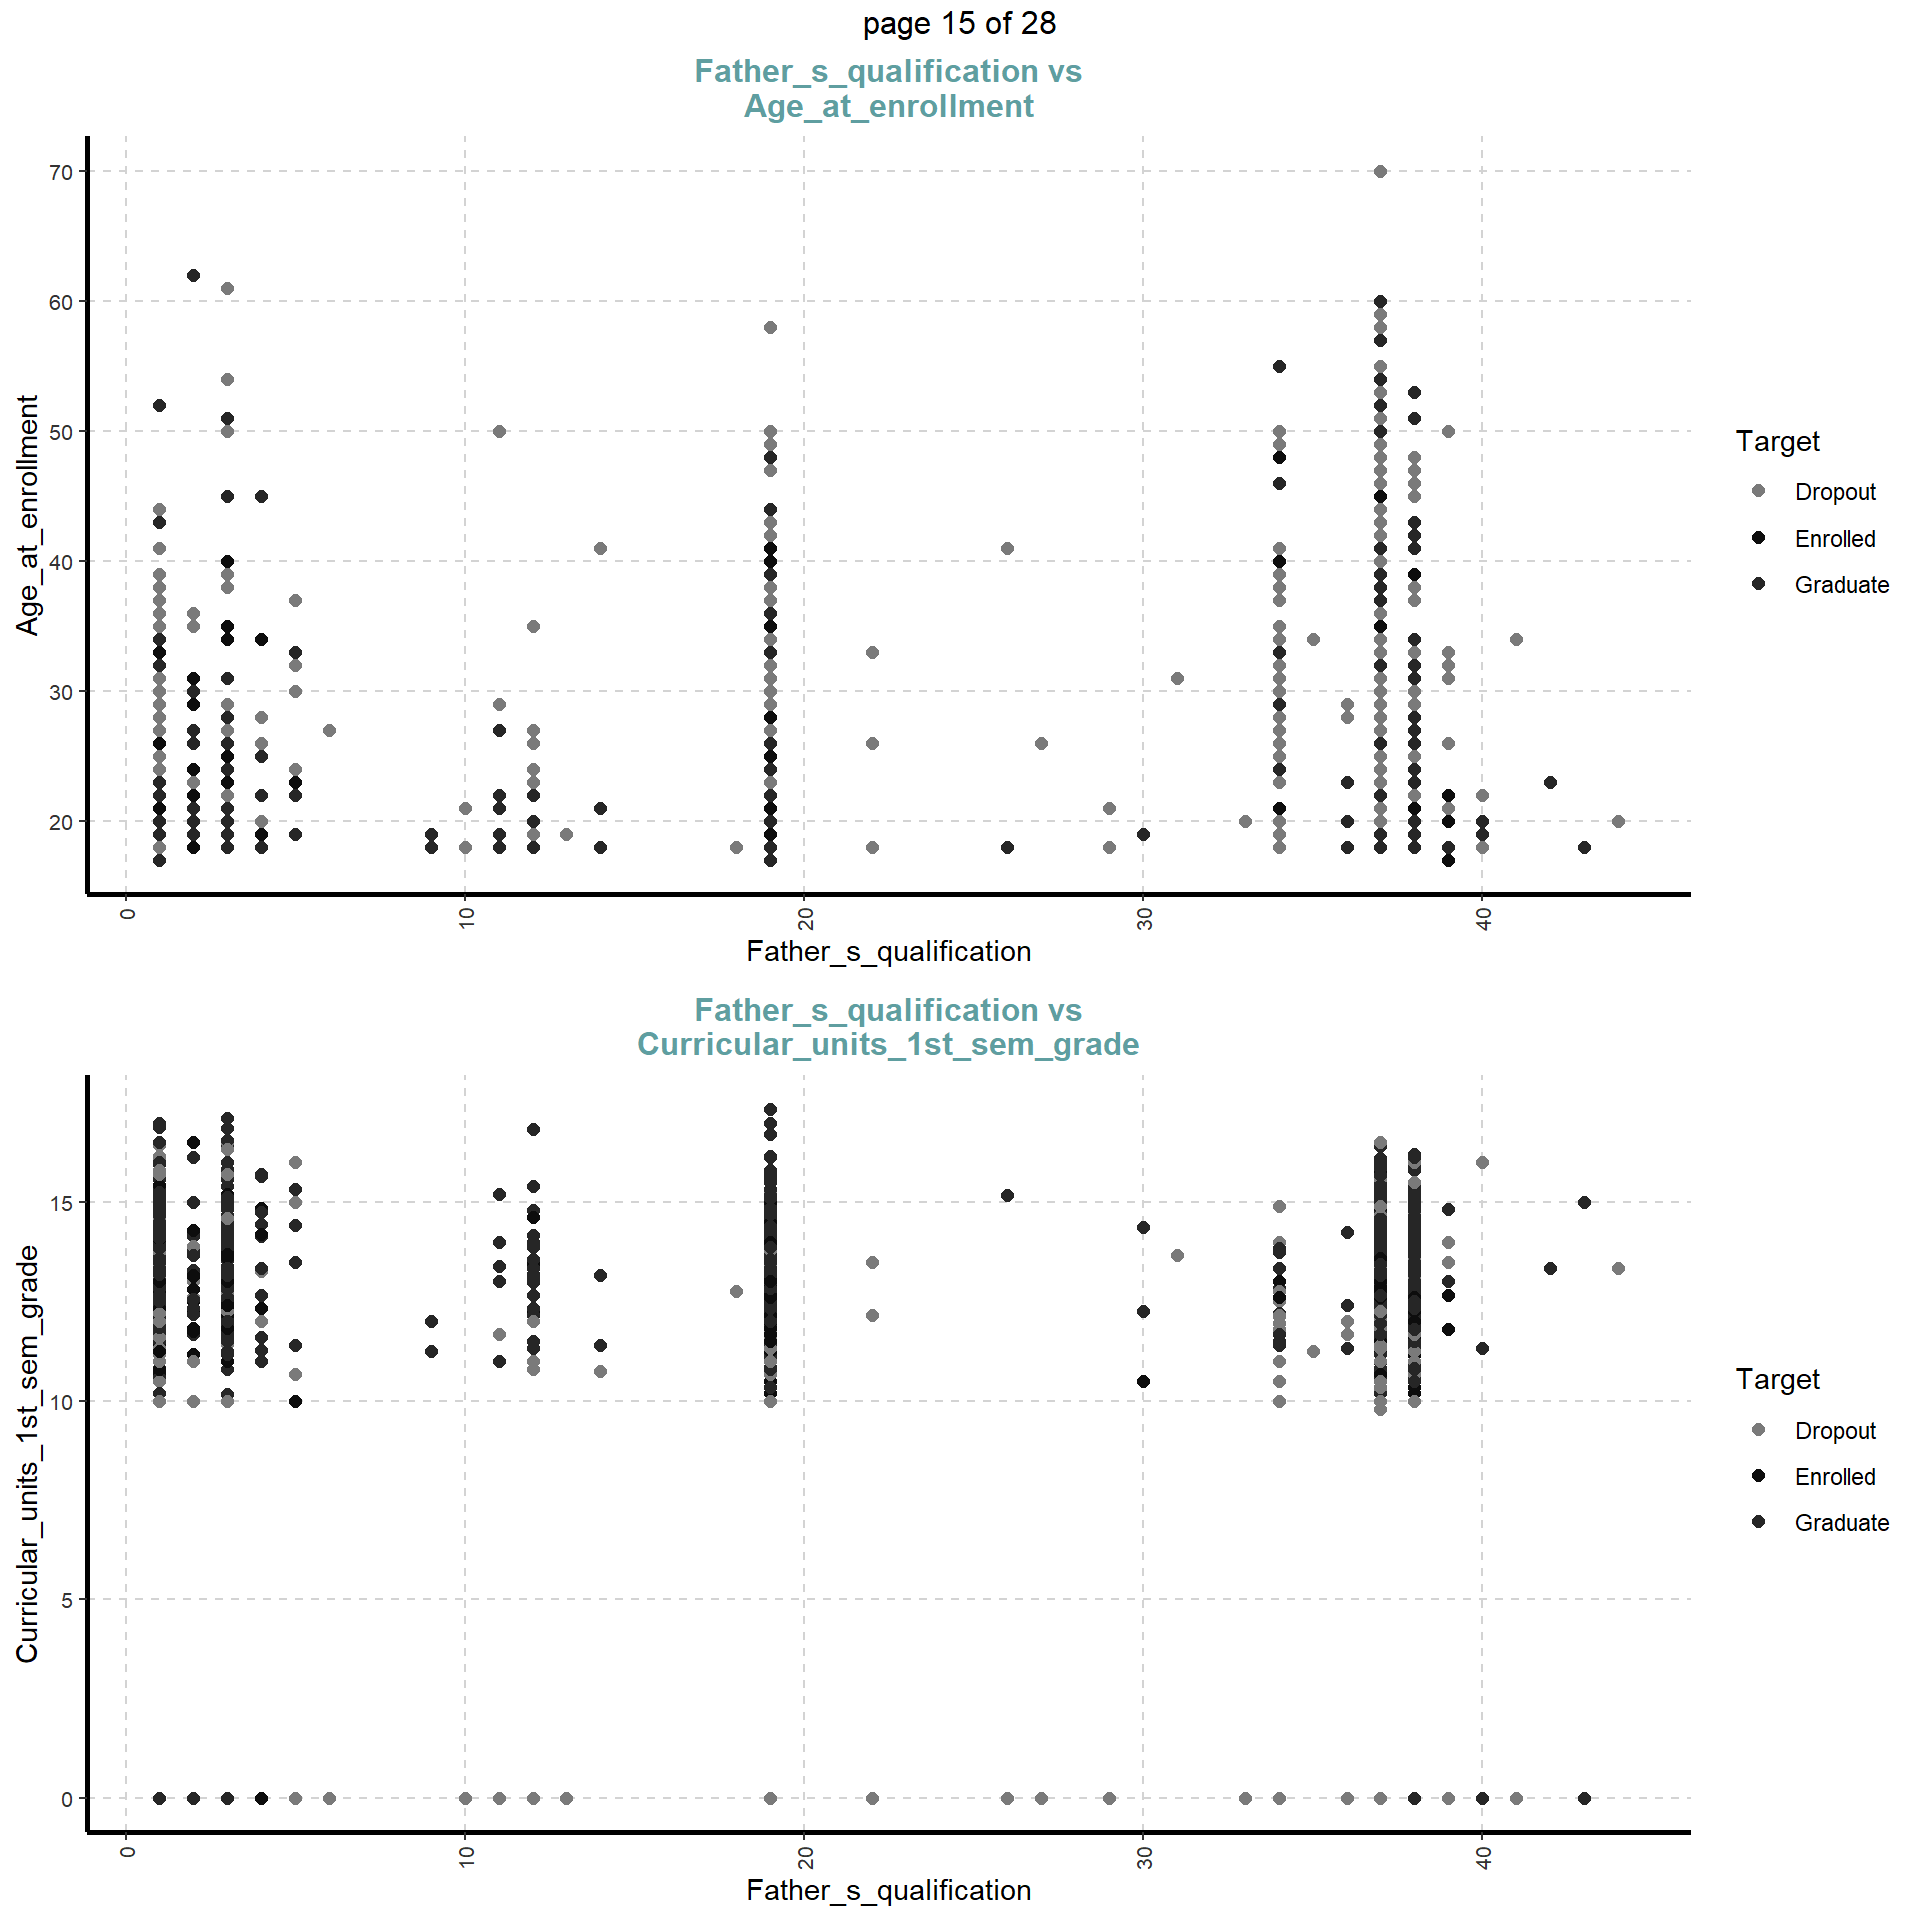 page 15 of 28
Father_s_qualification vs
Age_at_enrollment
70
60
50
40
30
20
Age_at_enrollment
0
10
20
30
40
Father_s_qualification
Target
Dropout
Enrolled
Graduate
Father_s_qualification vs
Curricular_units_1st_sem_grade
15
10
5
0
Curricular_units_1st_sem_grade
0
10
20
30
40
Father_s_qualification
Target
Dropout
Enrolled
Graduate